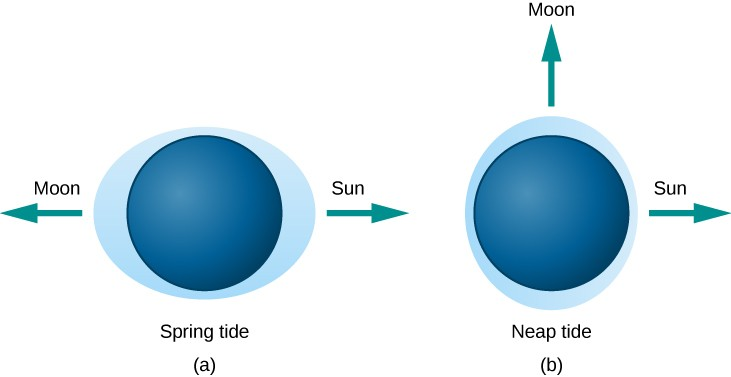 Moon
Sun
Spring tide
(a)
Moon
Sun
Neap tide
(b)